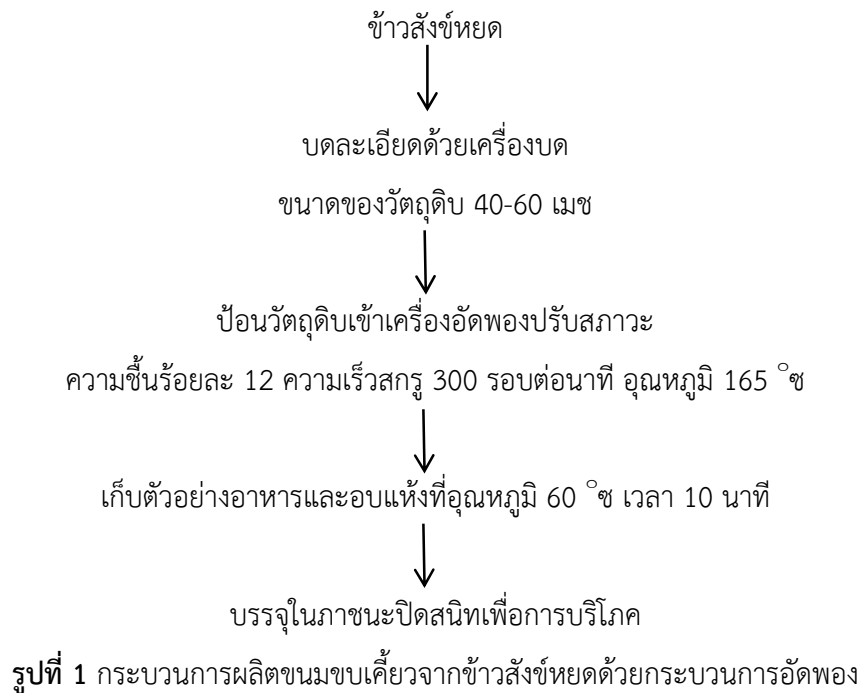 ข้าวสังข์หยด
บดละเอียดด้วยเครื่องบด
ขนาดของวัตถุดิบ 40-60 เมช
ป้อนวัตถุดิบเข้าเครื่องอัดพองปรับสภาวะ
ความชื้นร้อยละ 12 ความเร็วสกรู 300 รอบต่อนาที อุณหภูมิ 165 °ซ
เก็บตัวอย่างอาหารและอบแห้งที่อุณหภูมิ 60 °ซ เวลา 10 นาที
บรรจุในภาชนะปิดสนิทเพื่อการบริโภค
รูปที่ 1 กระบวนการผลิตขนมขบเคี้ยวจากข้าวสังข์หยดด้วยกระบวนการอัดพอง